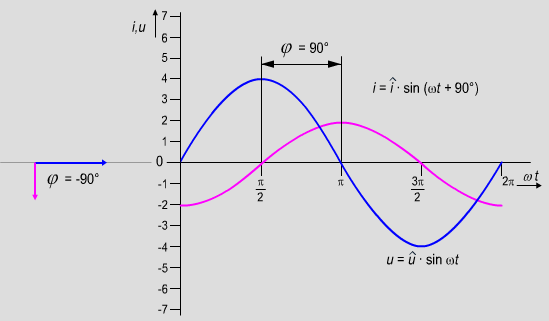 i,u
7
6
5
4
3
2
1
0
-1
-2
-3
-4
-5
-6
-7
φ = 90°
i = î · sin (ωt + 90°)
φ = -90°
π/2
π
3π/2
2π
ωt
u = û · sin ωt